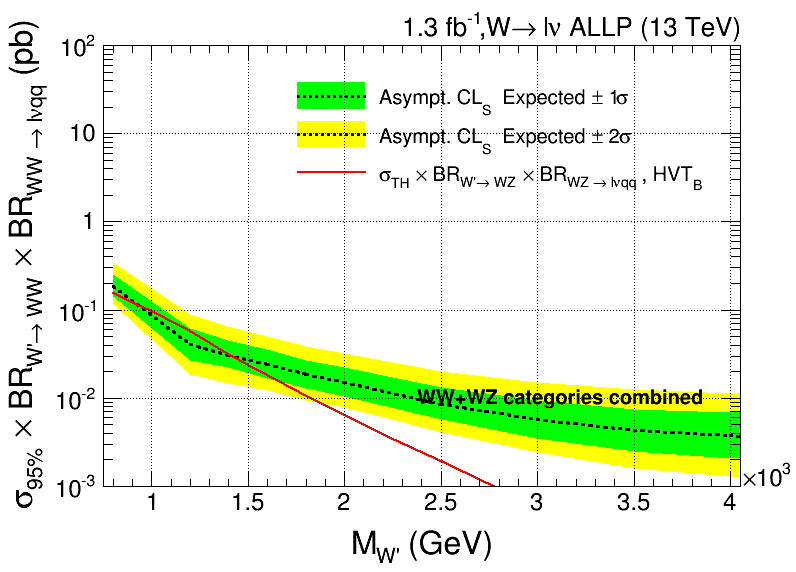 1.3 fb⁻¹,W→ lν ALLP (13 TeV)
σ₉₅% × BR_W'→ WW × BR_WW → lνqq (pb)
10²
10
1
10⁻¹
10⁻²
10⁻³
Asympt. CL_S Expected ± 1σ
Asympt. CL_S Expected ± 2σ
σ_TH × BR_W'→ WZ × BR_WZ → lνqq , HVT_B
WW+WZ categories combined
×10³
1 1.5 2 2.5 3 3.5 4
M_W' (GeV)